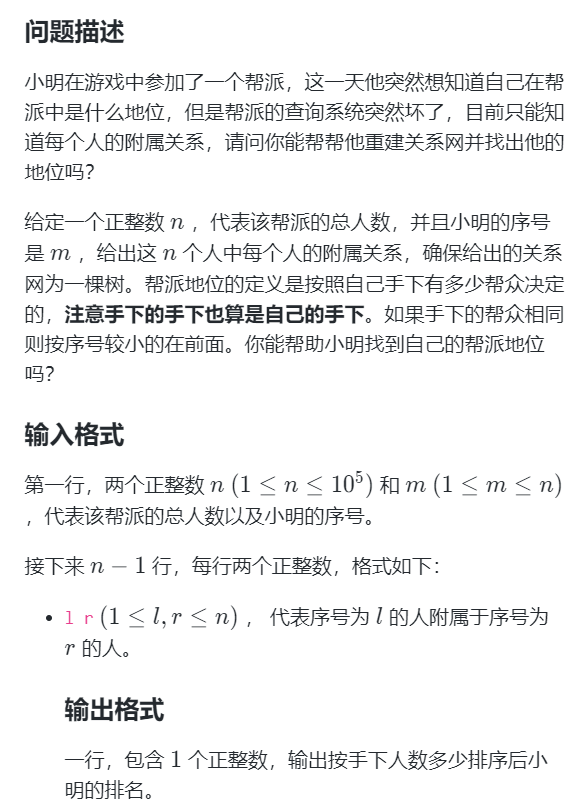 问题描述
小明在游戏中参加了一个帮派，这一天他突然想知道自己在帮
派中是什么地位，但是帮派的查询系统突然坏了，目前只能知
道每个人的附属关系，请问你能帮帮他重建关系网并找出他的
地位吗？
给定一个正整数 n ，代表该帮派的总人数，并且小明的序号
是 m ，给出这 n 个人中每个人的附属关系，确保给出的关系
网为一棵树。帮派地位的定义是按照自己手下有多少帮众决定
的，注意手下的手下也算是自己的手下。如果手下的帮众相同
则按序号较小的在前面。你能帮助小明找到自己的帮派地位
吗？
输入格式
第一行，两个正整数 n (1 ≤ n ≤ 10⁵) 和 m (1 ≤ m ≤ n)
，代表该帮派的总人数以及小明的序号。
接下来 n − 1 行，每行两个正整数，格式如下：
• l r (1 ≤ l, r ≤ n) ， 代表序号为 l 的人附属于序号为
r 的人。
输出格式
一行，包含 1 个正整数，输出按手下人数多少排序后小
明的排名。